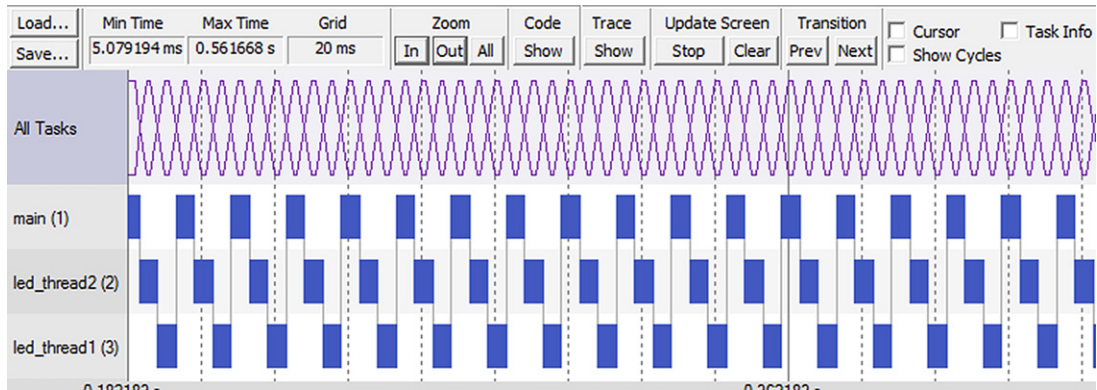 Load... Min Time Max Time Grid Zoom Code Trace Update Screen Transition Cursor Task Info
Save... 5.079194 ms 0.561668 s 20 ms In Out All Show Show Stop Clear Prev Next Show Cycles
All Tasks
main (1)
led_thread2 (2)
led_thread1 (3)